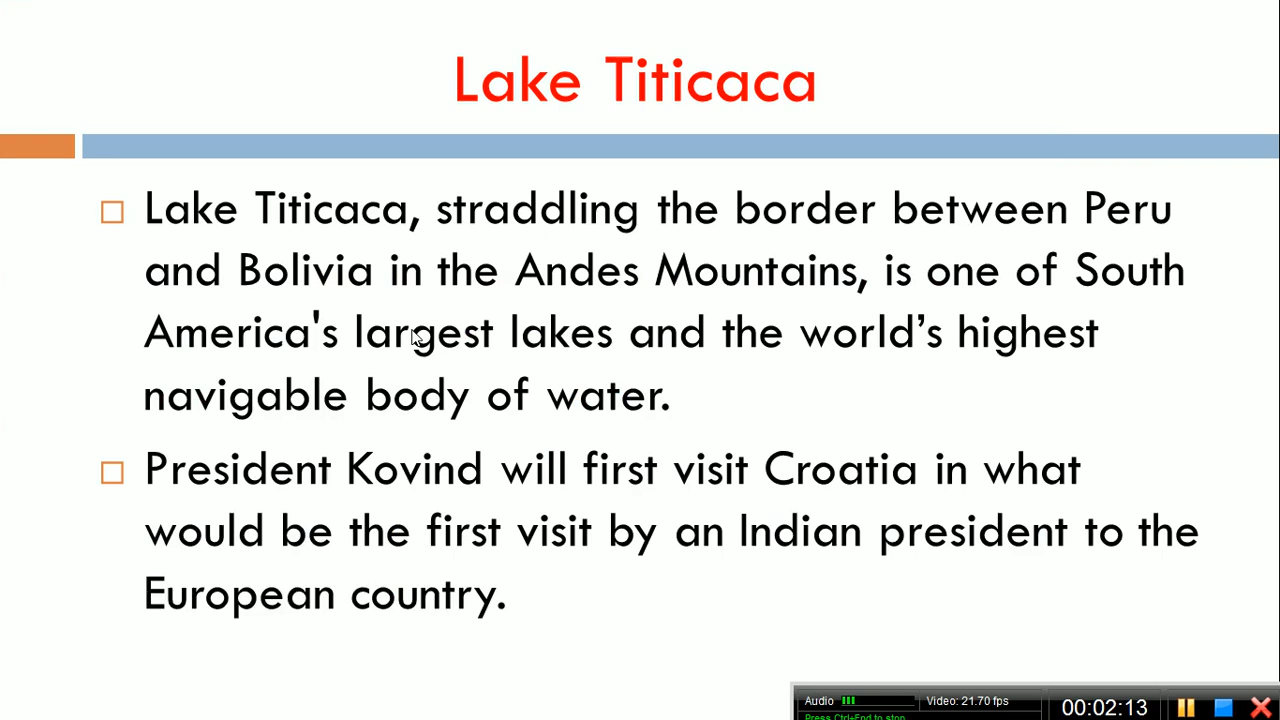 Lake Titicaca
Lake Titicaca, straddling the border between Peru
and Bolivia in the Andes Mountains, is one of South
America's largest lakes and the world’s highest
navigable body of water.
President Kovind will first visit Croatia in what
would be the first visit by an Indian president to the
European country.
Audio
Video: 21.70 fps
00:02:13
Press Ctrl+End to stop